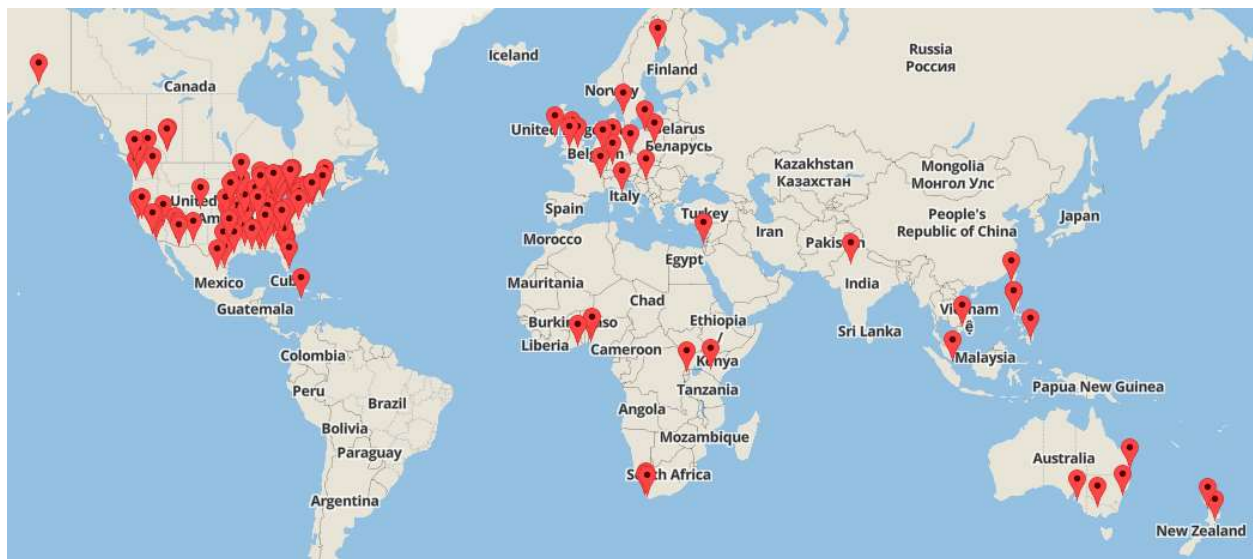 Iceland
Russia
Россия
Finland
Canada
Norway
United
Belarus
Беларусь
Belgium
Kazakhstan
Казахстан
Mongolia
Монгол Улс
United
Italy
Spain
Turkey
Iran
People's
Republic of China
Japan
Morocco
Pakistan
Egypt
Mexico
Cuba
India
Mauritania
Chad
Guatemala
Burkina Faso
Ethiopia
/
Vietnam
Sri Lanka
Liberia
Cameroon
Kenya
Malaysia
Colombia
Papua New Guinea
Peru
Brazil
Tanzania
Angola
Bolivia
Mozambique
Paraguay
Australia
South Africa
Argentina
New Zealand